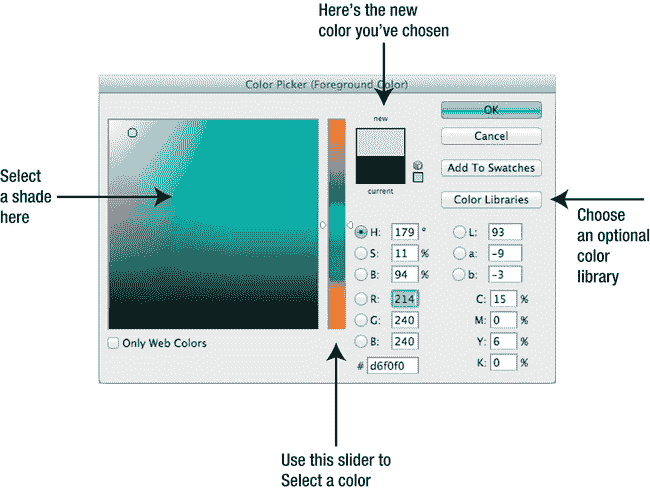 Here's the new
color you've chosen
Color Picker (Foreground Color)
new
OK
Cancel
Add To Swatches
current
Color Libraries
Select
a shade
here
Choose
an optional
color
library
H: 179 °
L: 93
S: 11 %
a: -9
B: 94 %
b: -3
R: 214
C: 15 %
G: 240
M: 0 %
B: 240
Y: 6 %
# d6f0f0
K: 0 %
Only Web Colors
Use this slider to
Select a color